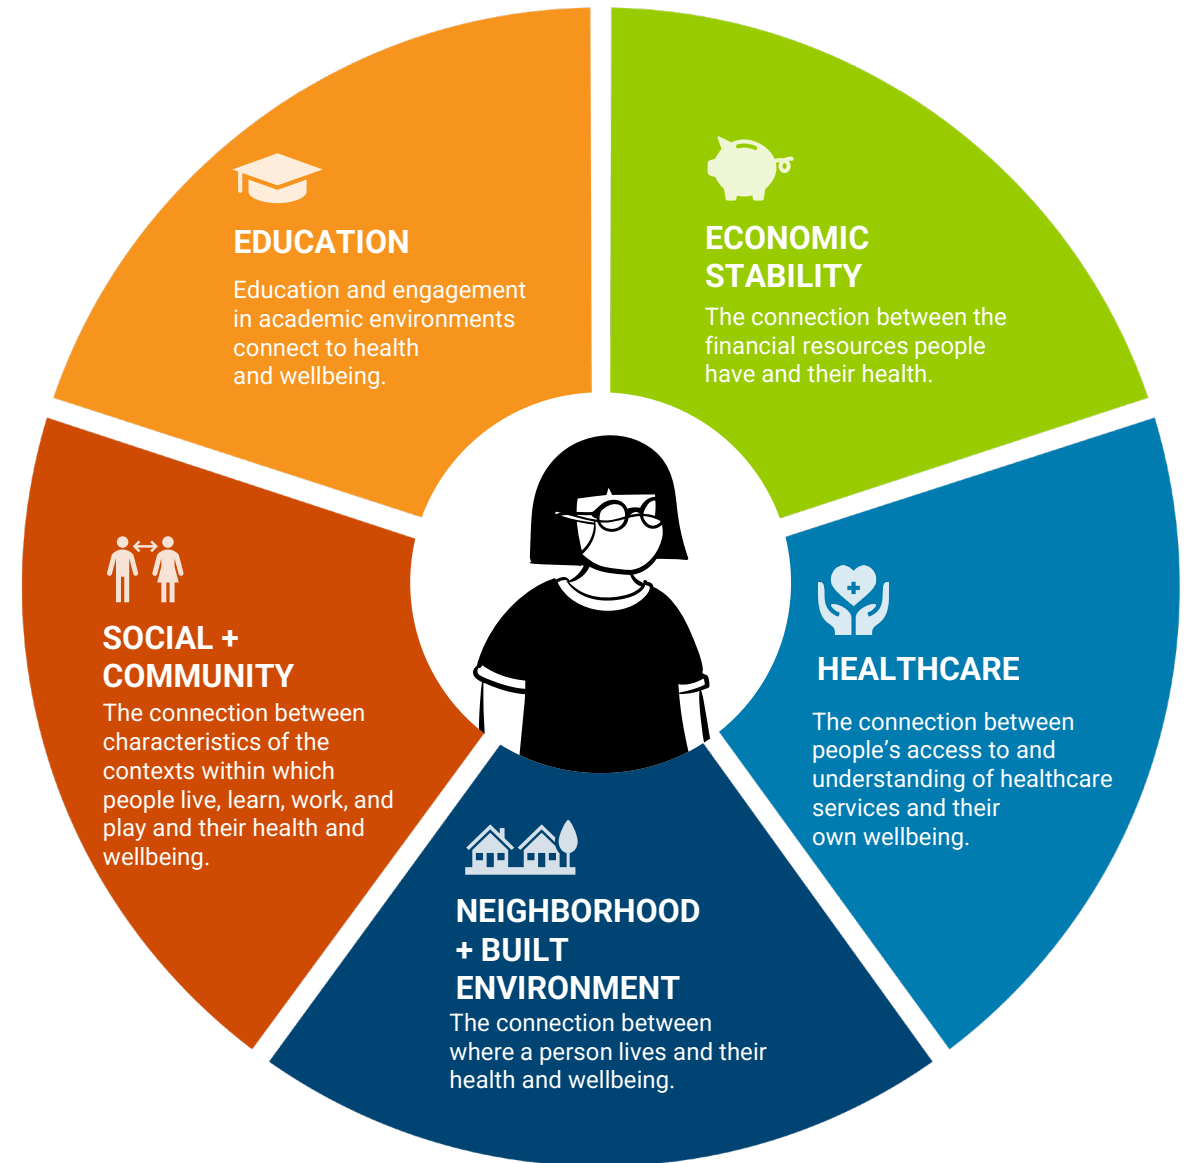 EDUCATION
Education and engagement
in academic environments
connect to health
and wellbeing.
ECONOMIC
STABILITY
The connection between the
financial resources people
have and their health.
SOCIAL +
COMMUNITY
The connection between
characteristics of the
contexts within which
people live, learn, work, and
play and their health and
wellbeing.
HEALTHCARE
The connection between
people’s access to and
understanding of healthcare
services and their
own wellbeing.
NEIGHBORHOOD
+ BUILT
ENVIRONMENT
The connection between
where a person lives and their
health and wellbeing.